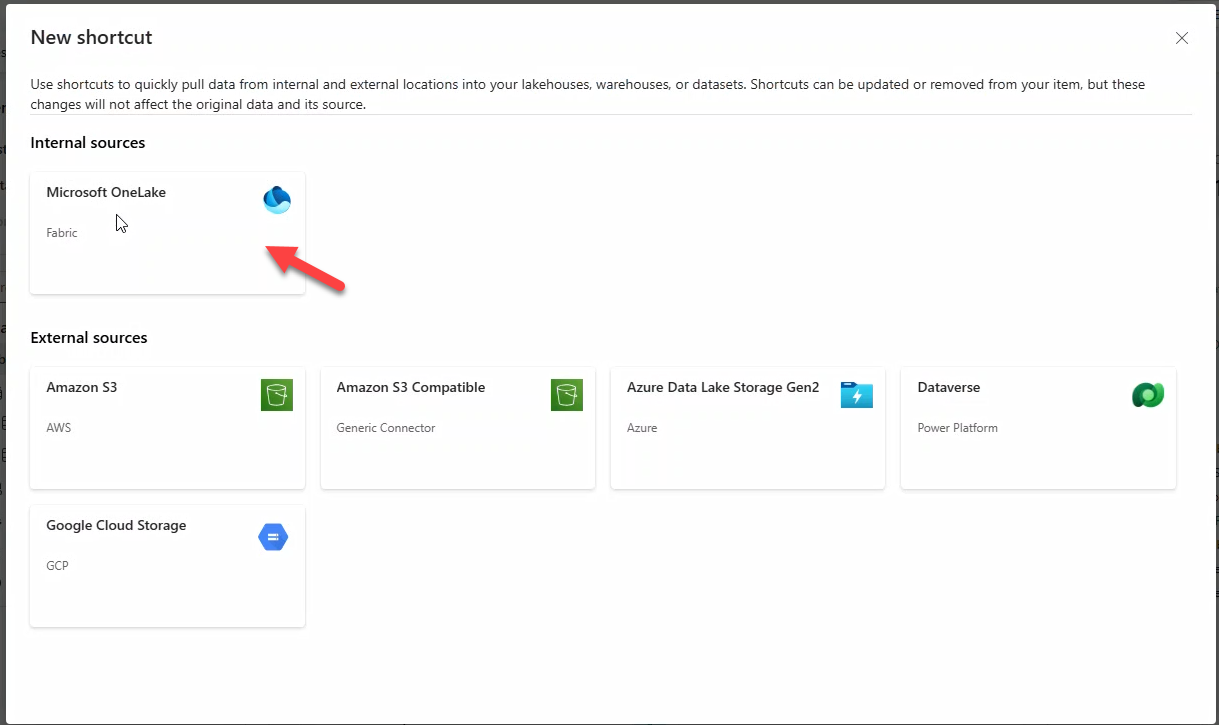 New shortcut
Use shortcuts to quickly pull data from internal and external locations into your lakehouses, warehouses, or datasets. Shortcuts can be updated or removed from your item, but these
changes will not affect the original data and its source.
Internal sources
Microsoft OneLake
Fabric
External sources
Amazon S3
AWS
Amazon S3 Compatible
Generic Connector
Azure Data Lake Storage Gen2
Azure
Dataverse
Power Platform
Google Cloud Storage
GCP